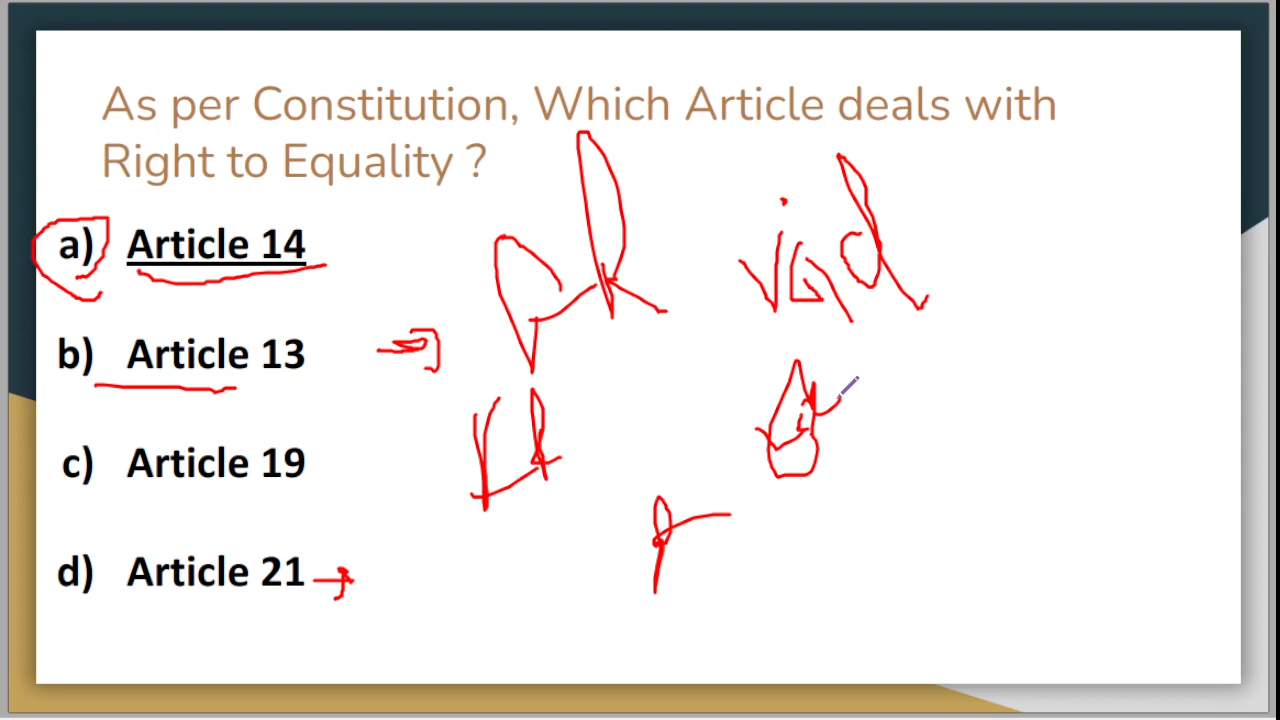 As per Constitution, Which Article deals with
Right to Equality ?
a) Article 14
b) Article 13
c) Article 19
d) Article 21